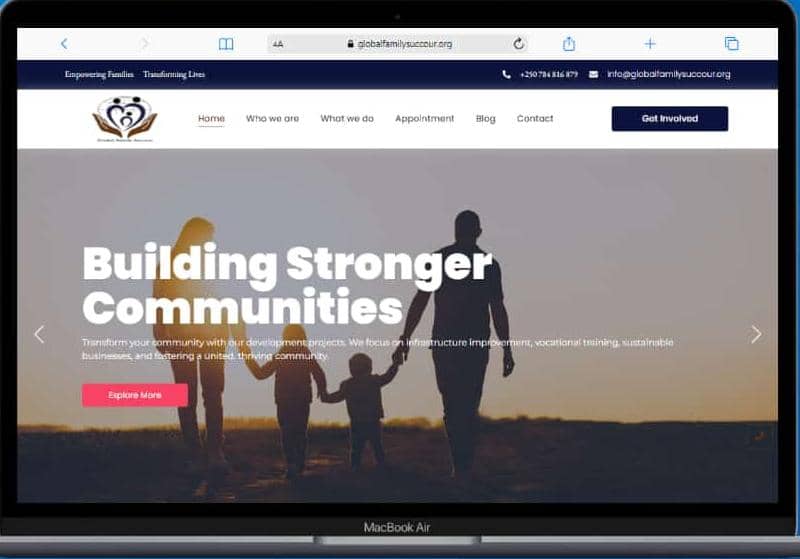 AA globalfamilysuccour.org
Empowering Families Transforming Lives +250 784 816 879 info@globalfamilysuccour.org
Home Who we are What we do Appointment Blog Contact Get Involved
Building Stronger
Communities
Transform your community with our development projects. We focus on infrastructure improvement, vocational training, sustainable
businesses, and fostering a united, thriving community.
Explore More
MacBook Air